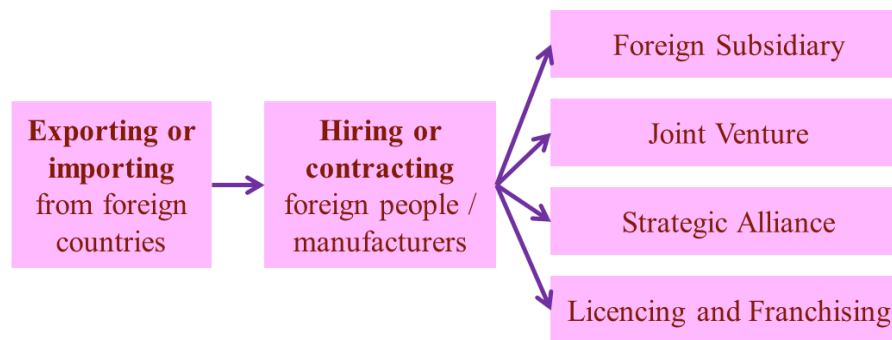 Exporting or
importing
from foreign
countries
Hiring or
contracting
foreign people /
manufacturers
Foreign Subsidiary
Joint Venture
Strategic Alliance
Licencing and Franchising